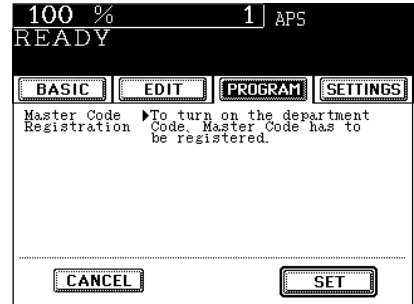 100 % 1 APS
READY
BASIC EDIT PROGRAM SETTINGS
Master Code ▶To turn on the department
Registration Code, Master Code has to
be registered.
CANCEL SET